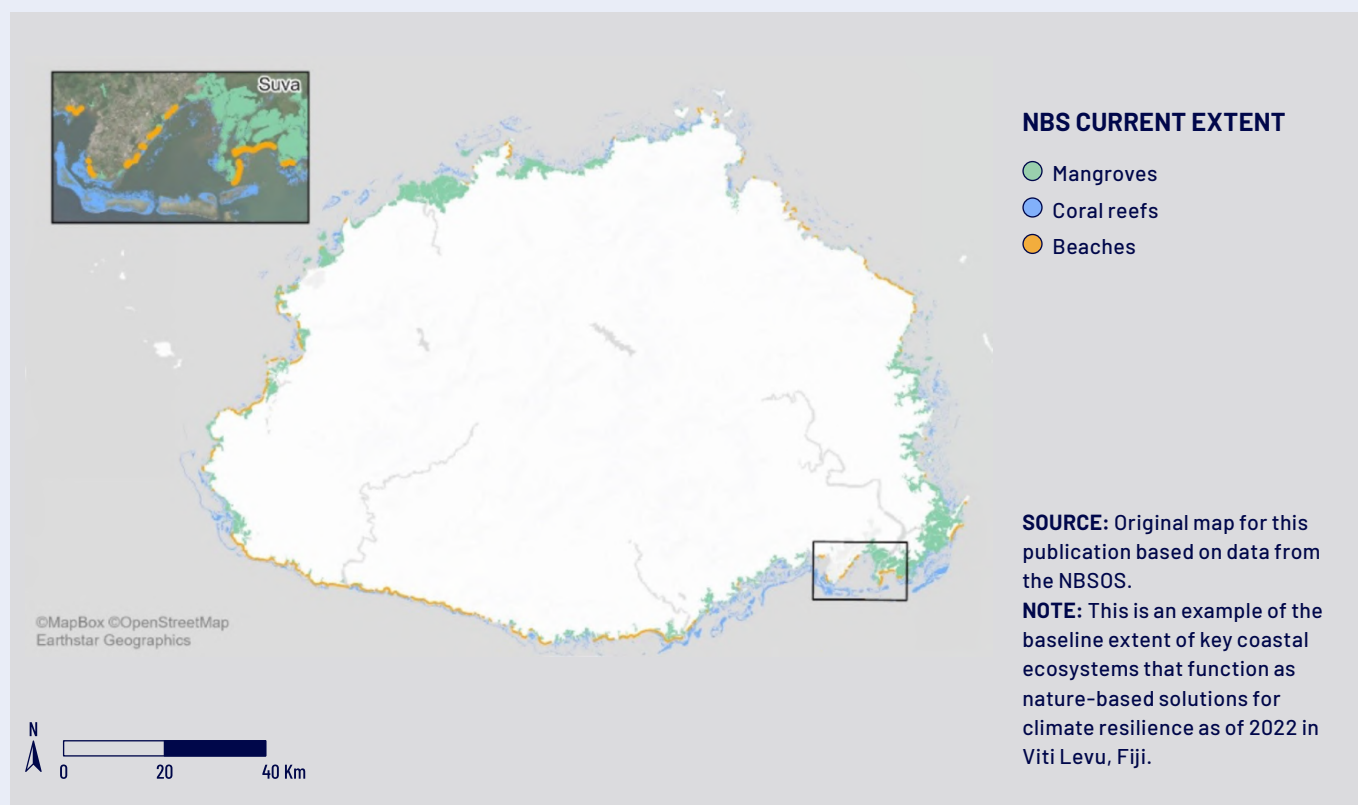 Suva
NBS CURRENT EXTENT
Mangroves
Coral reefs
Beaches
SOURCE: Original map for this
publication based on data from
the NBSOS.
NOTE: This is an example of the
baseline extent of key coastal
ecosystems that function as
nature-based solutions for
climate resilience as of 2022 in
Viti Levu, Fiji.
©MapBox ©OpenStreetMap
Earthstar Geographics
N
0 20 40 Km